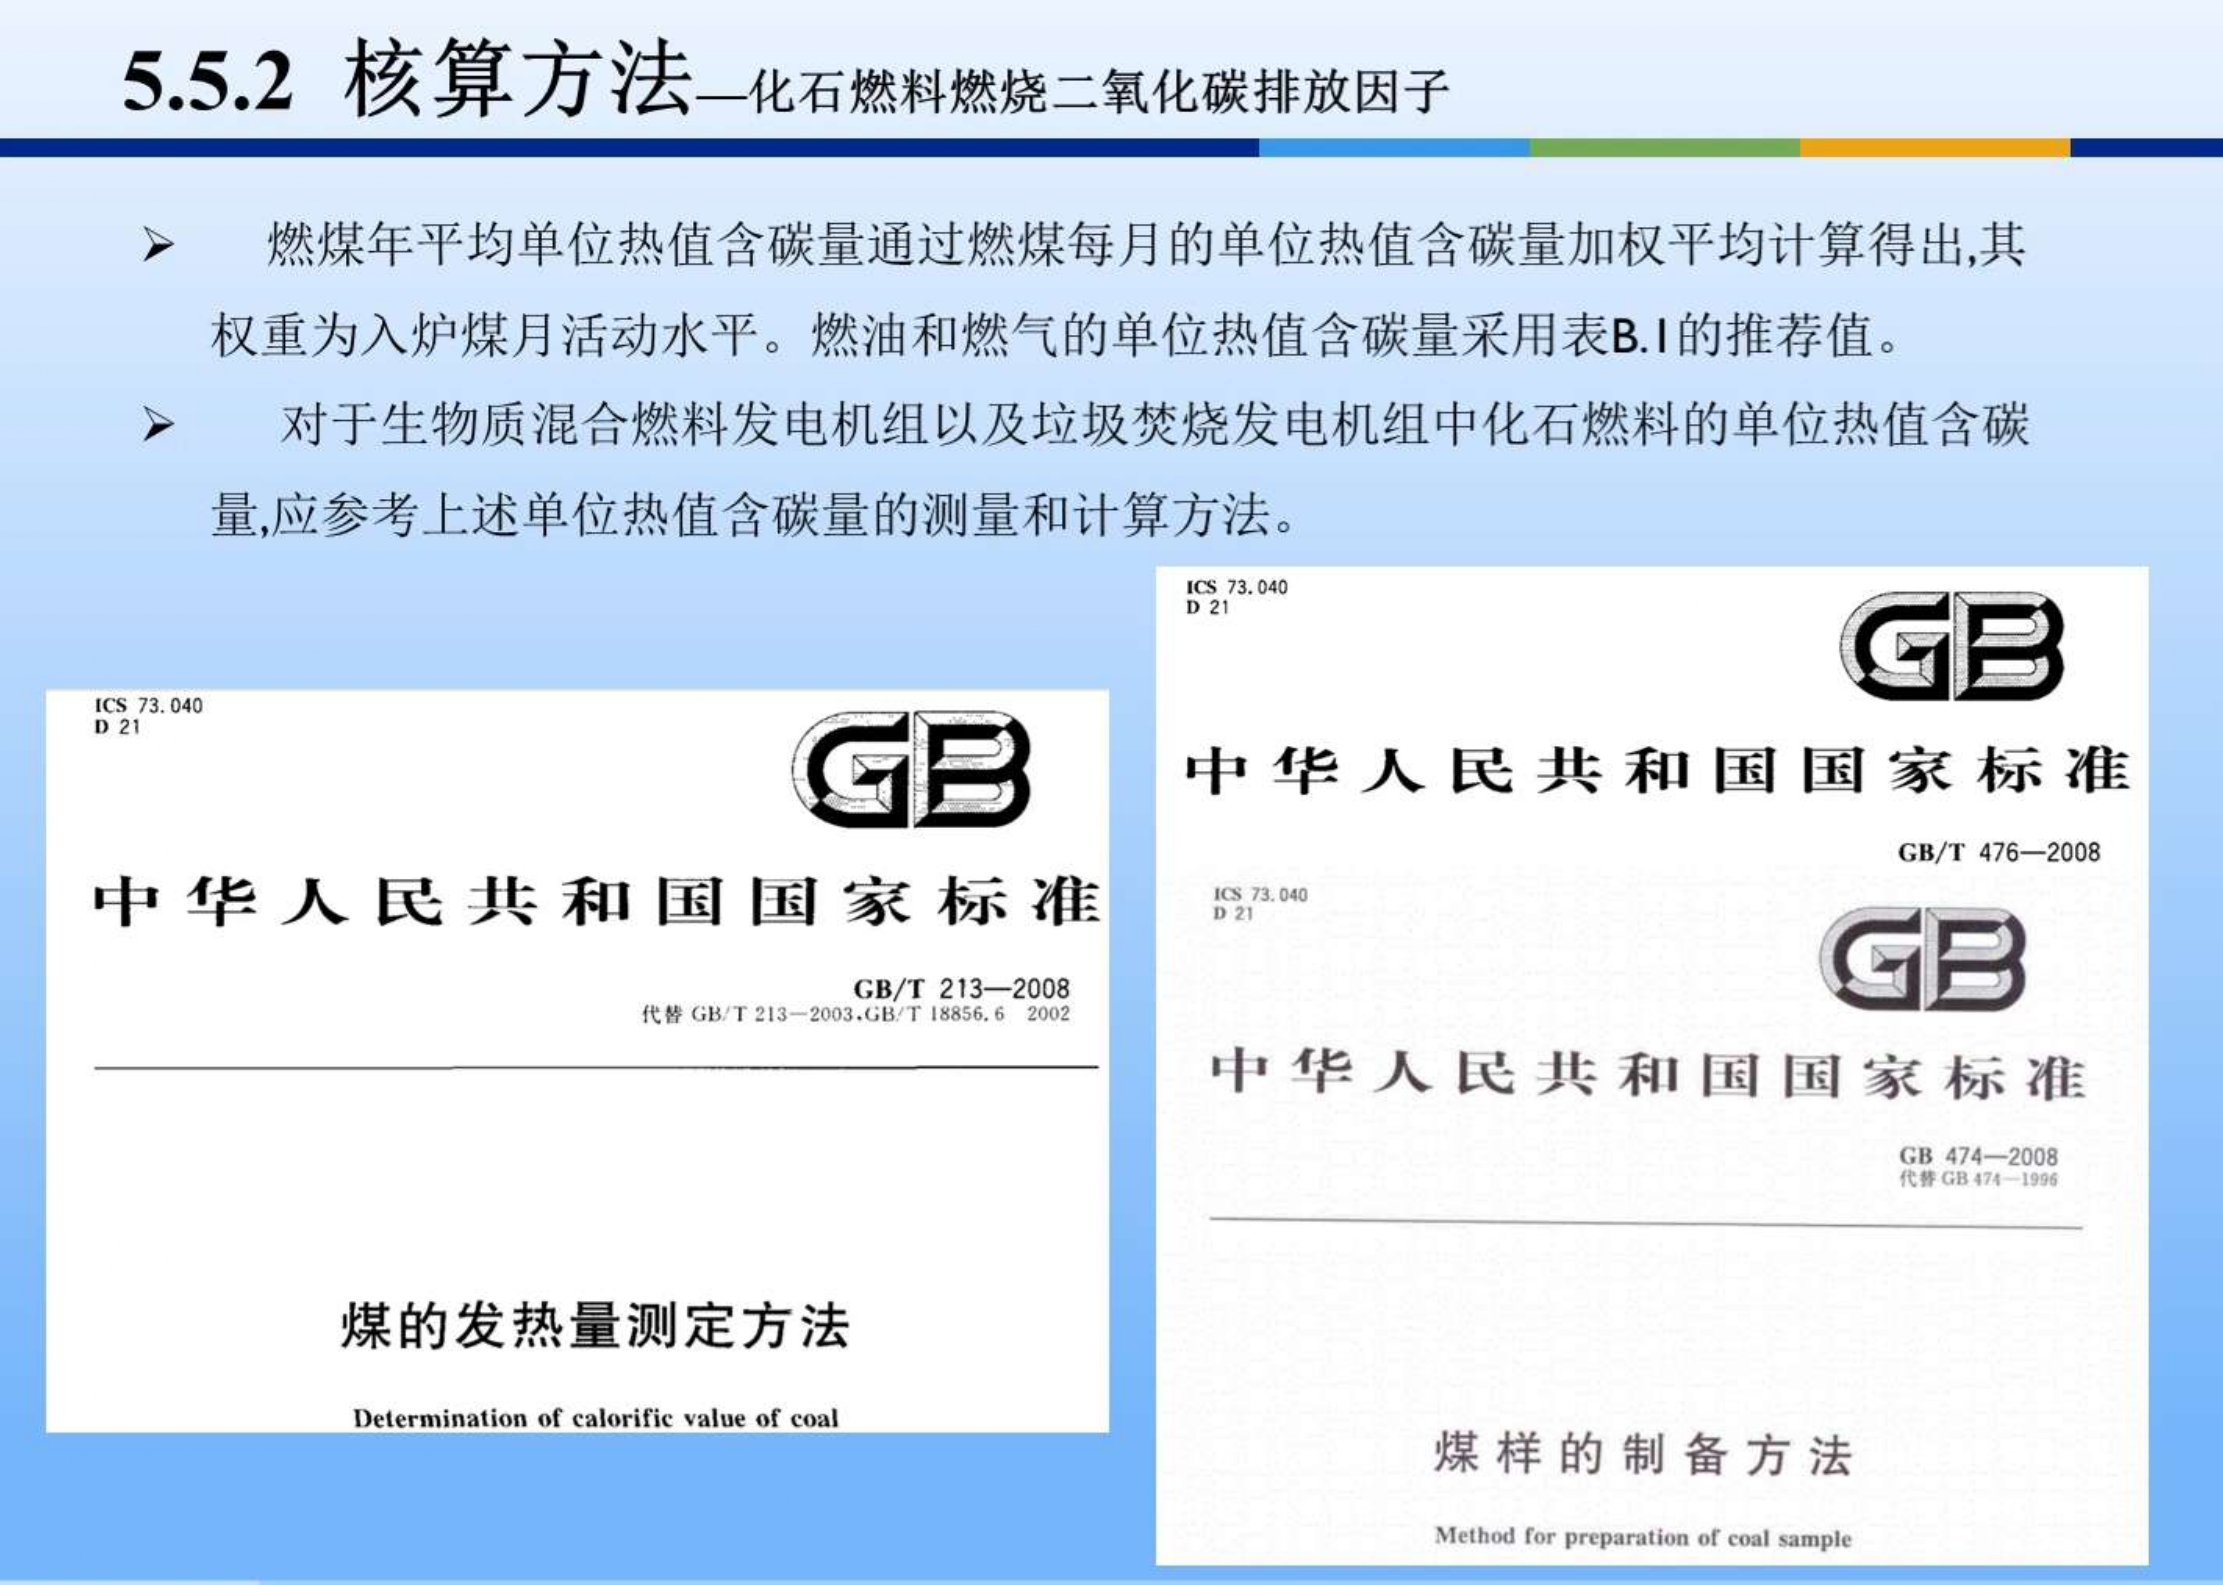 5.5.2 核算方法—化石燃料燃烧二氧化碳排放因子
➢ 燃煤年平均单位热值含碳量通过燃煤每月的单位热值含碳量加权平均计算得出,其
权重为入炉煤月活动水平。燃油和燃气的单位热值含碳量采用表B.1的推荐值。
➢ 对于生物质混合燃料发电机组以及垃圾焚烧发电机组中化石燃料的单位热值含碳
量,应参考上述单位热值含碳量的测量和计算方法。
ICS 73.040
D 21
GB
中华人民共和国国家标准
GB/T 213—2008
代替 GB/T 213—2003,GB/T 18856.6 2002
煤的发热量测定方法
Determination of calorific value of coal
ICS 73.040
D 21
GB
中华人民共和国国家标准
GB/T 476—2008
ICS 73.040
D 21
GB
中华人民共和国国家标准
GB 474—2008
代替 GB 474—1996
煤样的制备方法
Method for preparation of coal sample